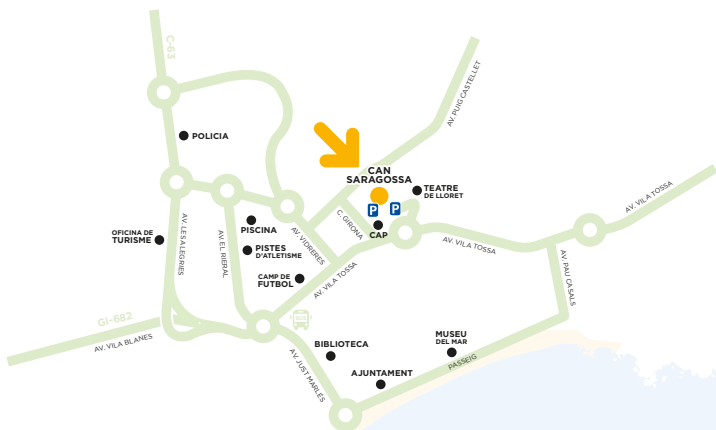 C-63
AV. PUIG CASTELLET
POLICIA
CAN
SARAGOSSA
TEATRE
DE LLORET
P
P
C. GIRONA
CAP
AV. VILA TOSSA
AV. VILA TOSSA
AV. VILA TOSSA
AV. LES ALEGRIES
AV. EL RIERAL
AV. VIDRERES
PISCINA
OFICINA DE
TURISME
PISTES
D'ATLETISME
CAMP DE
FUTBOL
AV. PAU CASALS
GI-682
AV. VILA BLANES
BIBLIOTECA
AV. JUST MARLÈS
MUSEU
DEL MAR
PASSEIG
AJUNTAMENT